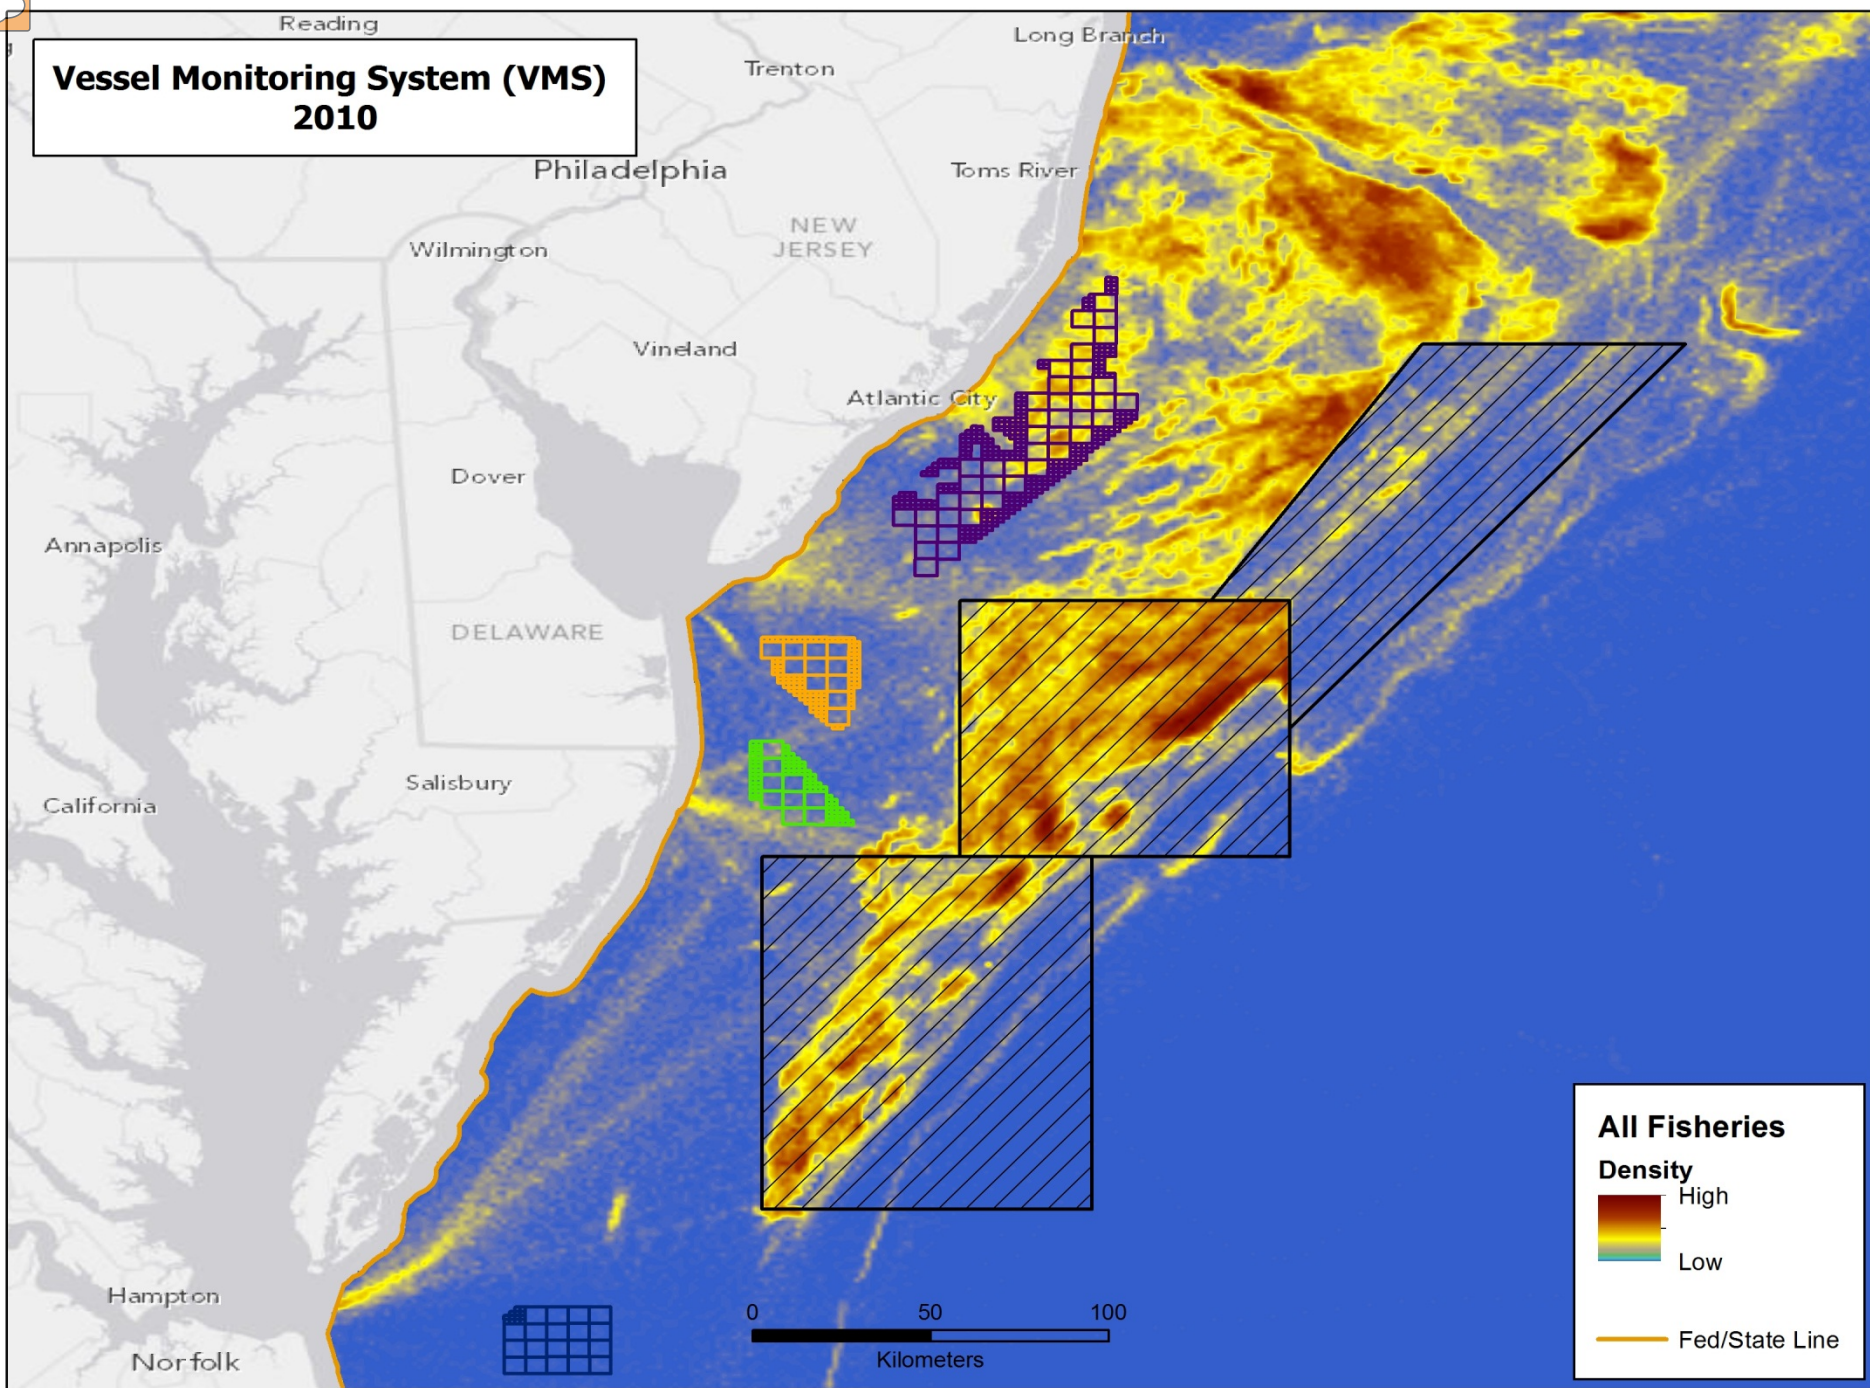 Reading
Long Branch
Vessel Monitoring System (VMS)
2010
Trenton
Philadelphia
Toms River
NEW
JERSEY
Wilmington
Vineland
Atlantic City
Dover
Annapolis
DELAWARE
Salisbury
California
Hampton
Norfolk
0 50 100
Kilometers
All Fisheries
Density
High
Low
Fed/State Line